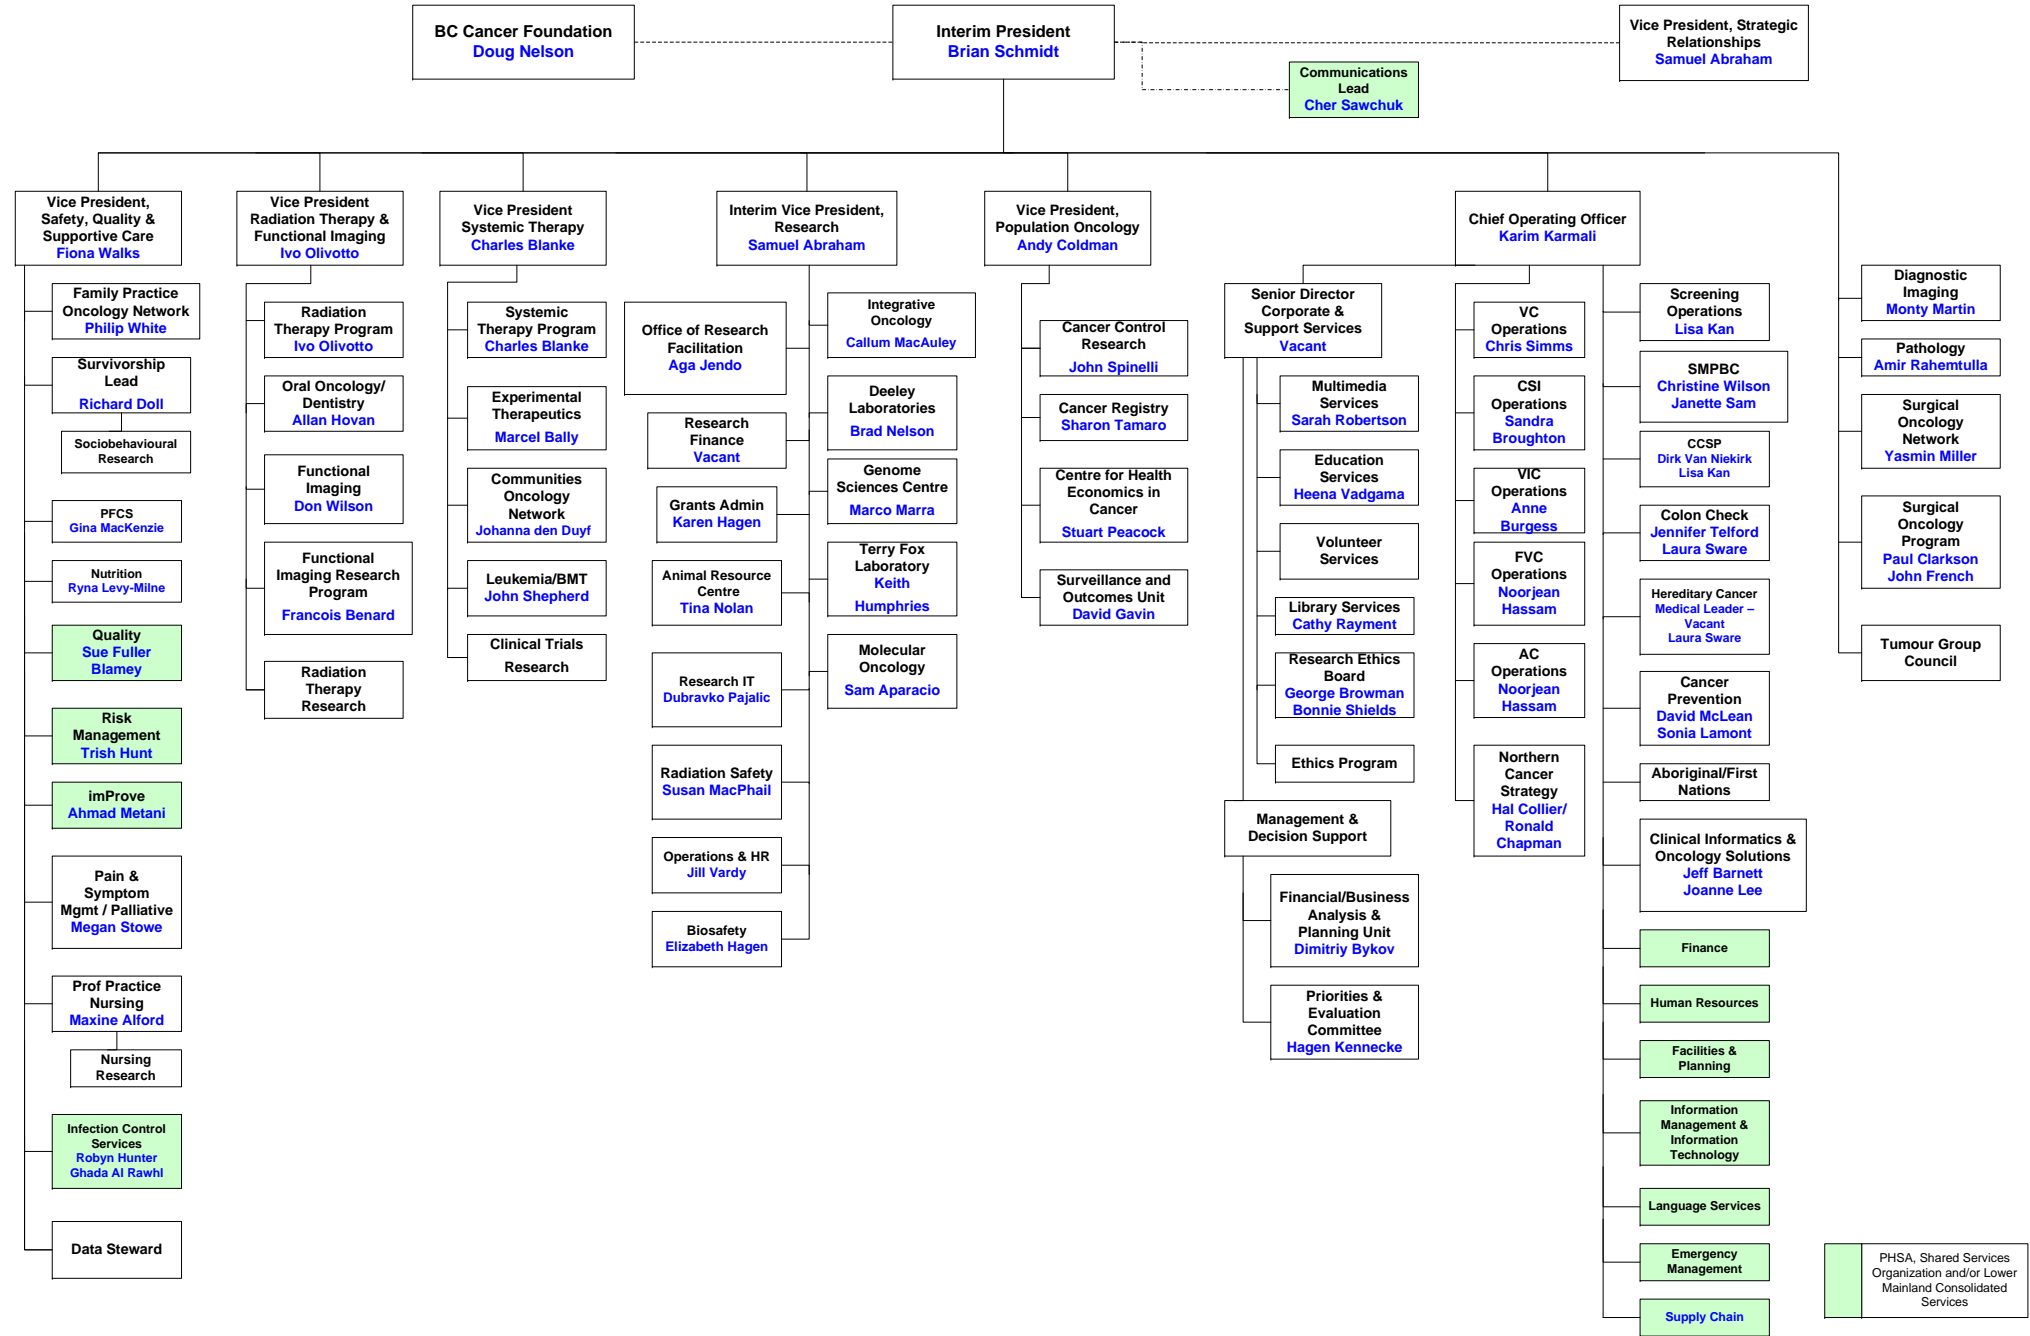 BC Cancer Foundation
Doug Nelson
Interim President
Brian Schmidt
Vice President, Strategic
Relationships
Samuel Abraham
Communications
Lead
Cher Sawchuk
Vice President,
Safety, Quality &
Supportive Care
Fiona Walks
Family Practice
Oncology Network
Philip White
Survivorship
Lead
Richard Doll
Sociobehavioural
Research
PFCS
Gina MacKenzie
Nutrition
Ryna Levy-Milne
Quality
Sue Fuller
Blamey
Risk
Management
Trish Hunt
imProve
Ahmad Metani
Pain &
Symptom
Mgmt / Palliative
Megan Stowe
Prof Practice
Nursing
Maxine Alford
Nursing
Research
Infection Control
Services
Robyn Hunter
Ghada Al Rawhl
Data Steward
Vice President
Radiation Therapy &
Functional Imaging
Ivo Olivotto
Radiation
Therapy Program
Ivo Olivotto
Oral Oncology/
Dentistry
Allan Hovan
Functional
Imaging
Don Wilson
Functional
Imaging Research
Program
Francois Benard
Radiation
Therapy
Research
Vice President
Systemic Therapy
Charles Blanke
Systemic
Therapy Program
Charles Blanke
Experimental
Therapeutics
Marcel Bally
Communities
Oncology
Network
Johanna den Duyf
Leukemia/BMT
John Shepherd
Clinical Trials
Research
Interim Vice President,
Research
Samuel Abraham
Office of Research
Facilitation
Aga Jendo
Research
Finance
Vacant
Grants Admin
Karen Hagen
Animal Resource
Centre
Tina Nolan
Research IT
Dubravko Pajalic
Radiation Safety
Susan MacPhail
Operations & HR
Jill Vardy
Biosafety
Elizabeth Hagen
Integrative
Oncology
Callum MacAuley
Deeley
Laboratories
Brad Nelson
Genome
Sciences Centre
Marco Marra
Terry Fox
Laboratory
Keith
Humphries
Molecular
Oncology
Sam Aparacio
Vice President,
Population Oncology
Andy Coldman
Cancer Control
Research
John Spinelli
Cancer Registry
Sharon Tamaro
Centre for Health
Economics in
Cancer
Stuart Peacock
Surveillance and
Outcomes Unit
David Gavin
Chief Operating Officer
Karim Karmali
Senior Director
Corporate &
Support Services
Vacant
Multimedia
Services
Sarah Robertson
Education
Services
Heena Vadgama
Volunteer
Services
Library Services
Cathy Rayment
Research Ethics
Board
George Browman
Bonnie Shields
Ethics Program
Management &
Decision Support
Financial/Business
Analysis &
Planning Unit
Dimitriy Bykov
Priorities &
Evaluation
Committee
Hagen Kennecke
VC
Operations
Chris Simms
CSI
Operations
Sandra
Broughton
VIC
Operations
Anne
Burgess
FVC
Operations
Noorjean
Hassam
AC
Operations
Noorjean
Hassam
Northern
Cancer
Strategy
Hal Collier/
Ronald
Chapman
Screening
Operations
Lisa Kan
SMPBC
Christine Wilson
Janette Sam
CCSP
Dirk Van Niekirk
Lisa Kan
Colon Check
Jennifer Telford
Laura Sware
Hereditary Cancer
Medical Leader –
Vacant
Laura Sware
Cancer
Prevention
David McLean
Sonia Lamont
Aboriginal/First
Nations
Clinical Informatics &
Oncology Solutions
Jeff Barnett
Joanne Lee
Finance
Human Resources
Facilities &
Planning
Information
Management &
Information
Technology
Language Services
Emergency
Management
Supply Chain
Diagnostic
Imaging
Monty Martin
Pathology
Amir Rahemtulla
Surgical
Oncology
Network
Yasmin Miller
Surgical
Oncology
Program
Paul Clarkson
John French
Tumour Group
Council
PHSA, Shared Services
Organization and/or Lower
Mainland Consolidated
Services